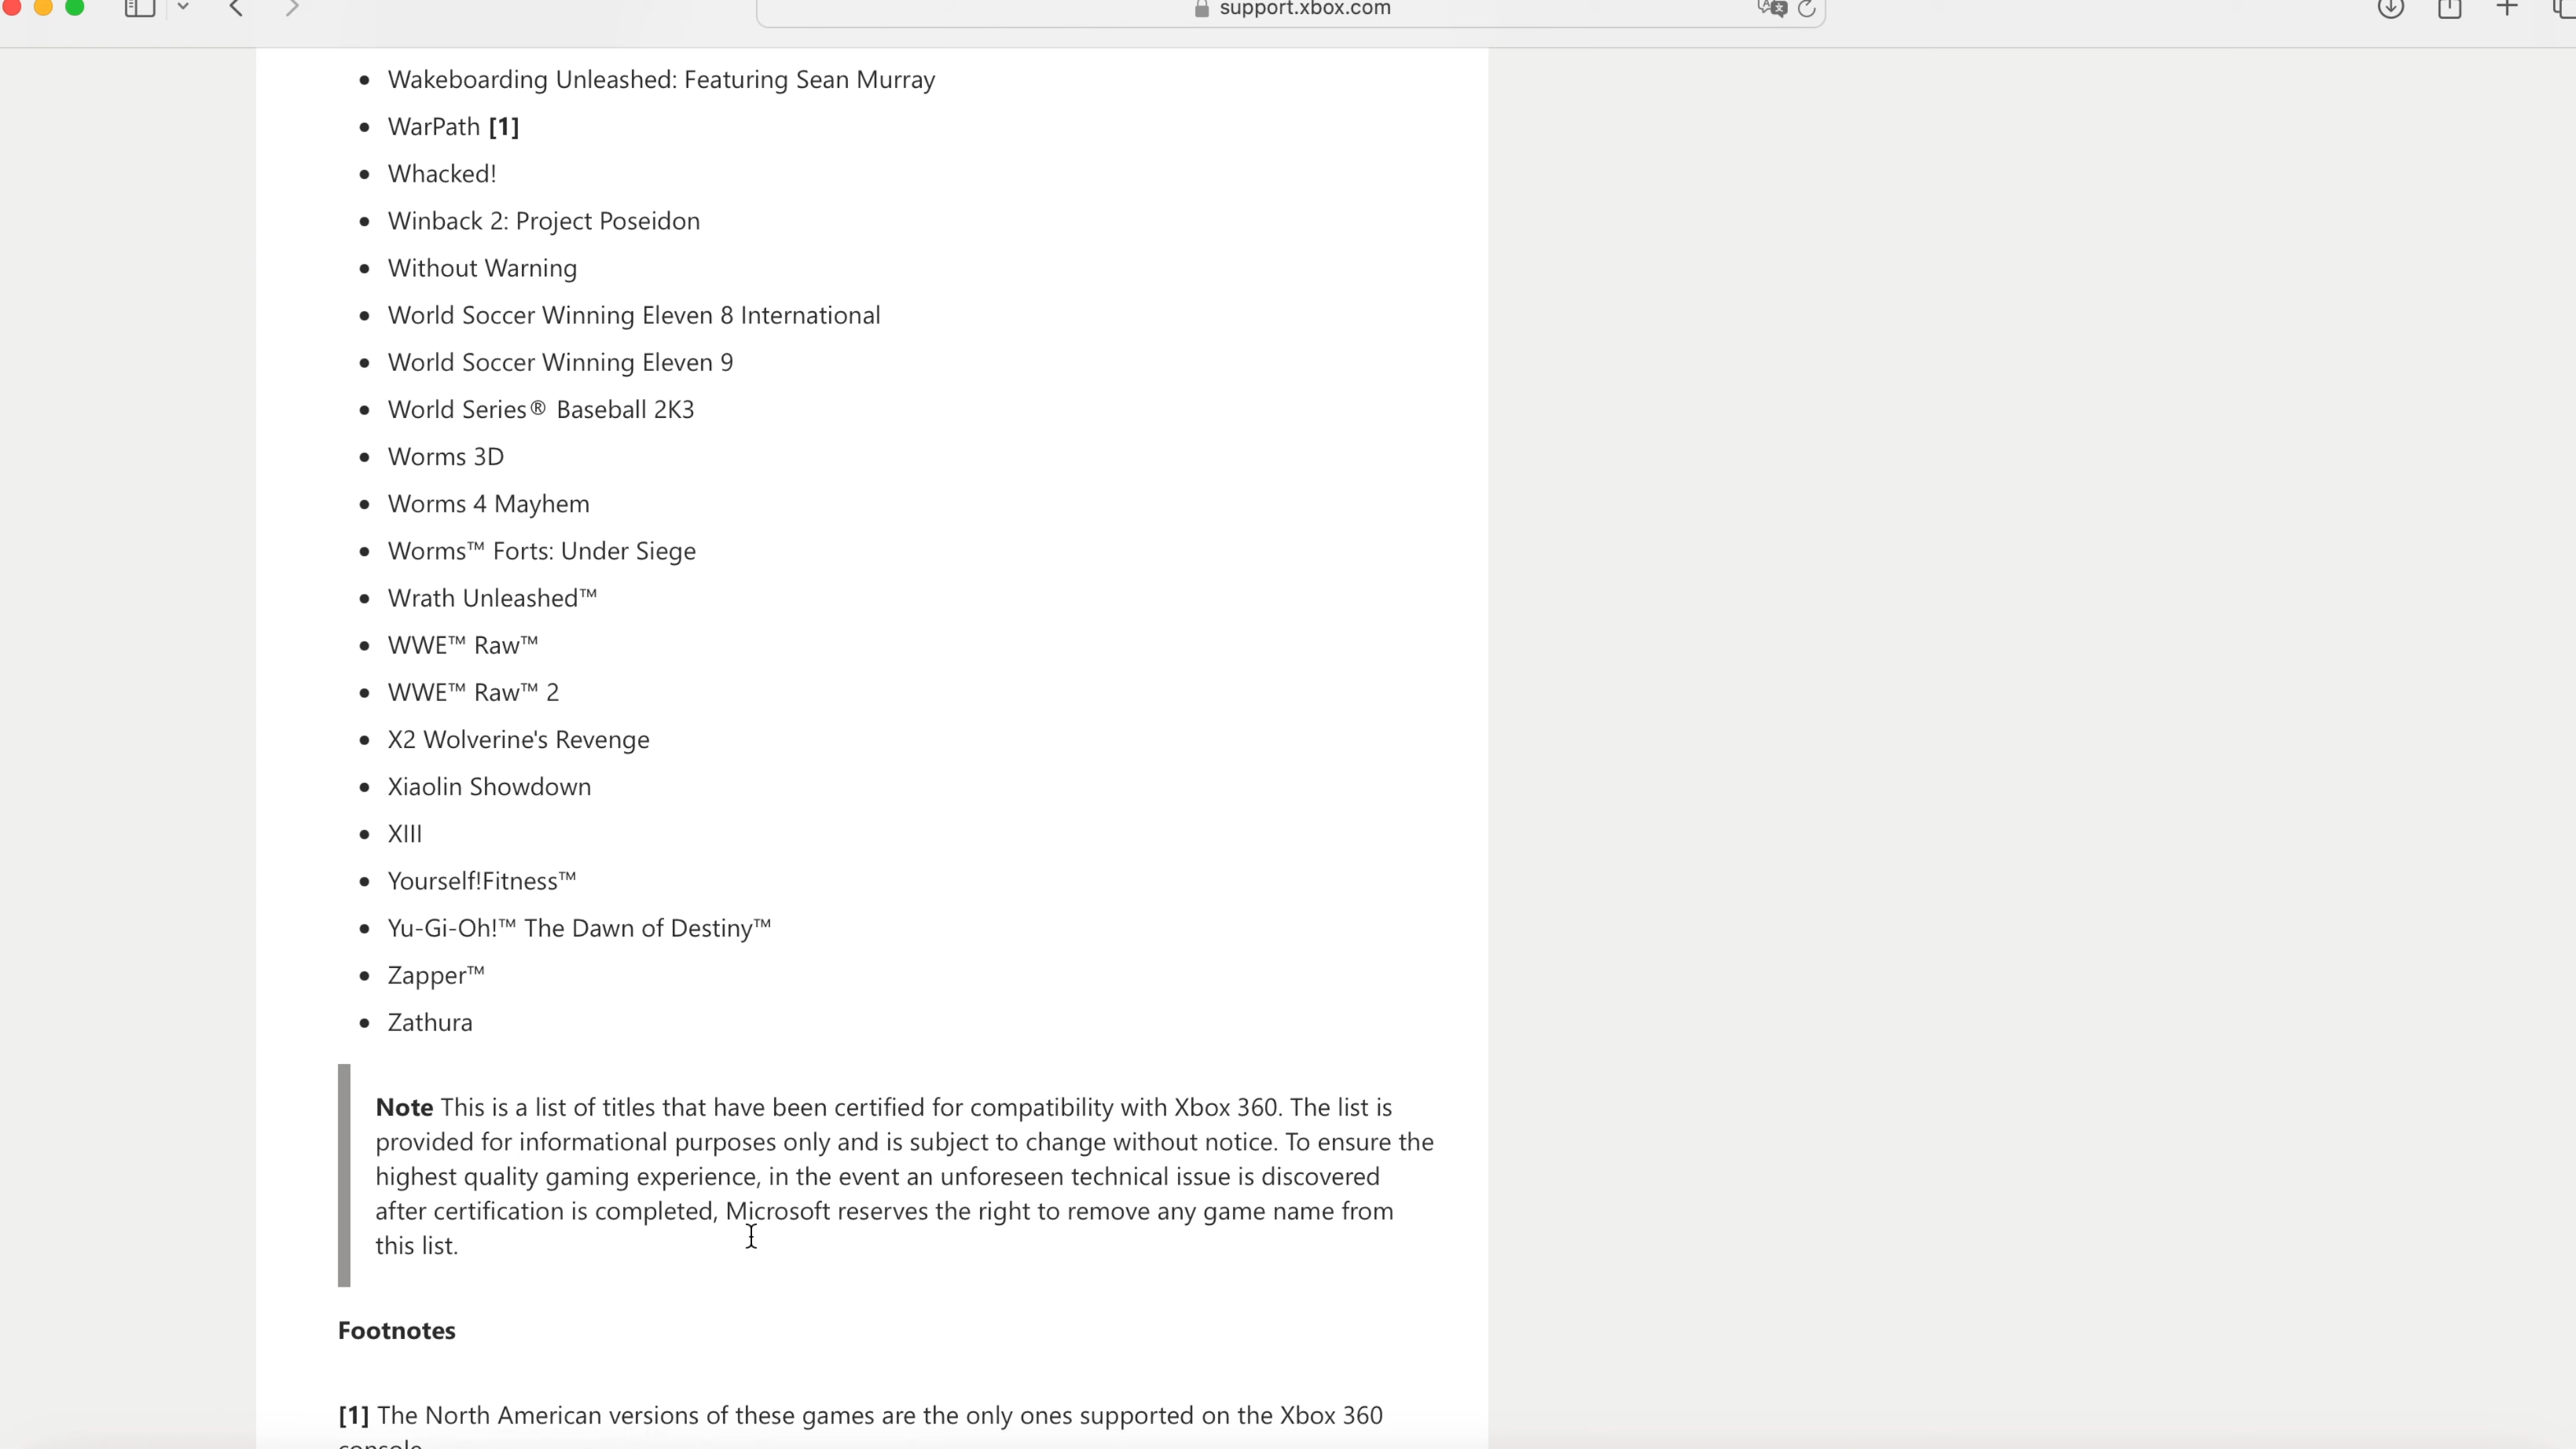 support.xbox.com
Wakeboarding Unleashed: Featuring Sean Murray
WarPath [1]
Whacked!
Winback 2: Project Poseidon
Without Warning
World Soccer Winning Eleven 8 International
World Soccer Winning Eleven 9
World Series® Baseball 2K3
Worms 3D
Worms 4 Mayhem
Worms™ Forts: Under Siege
Wrath Unleashed™
WWE™ Raw™
WWE™ Raw™ 2
X2 Wolverine's Revenge
Xiaolin Showdown
XIII
Yourself!Fitness™
Yu-Gi-Oh!™ The Dawn of Destiny™
Zapper™
Zathura
Note This is a list of titles that have been certified for compatibility with Xbox 360. The list is
provided for informational purposes only and is subject to change without notice. To ensure the
highest quality gaming experience, in the event an unforeseen technical issue is discovered
after certification is completed, Microsoft reserves the right to remove any game name from
this list.
Footnotes
[1] The North American versions of these games are the only ones supported on the Xbox 360
console